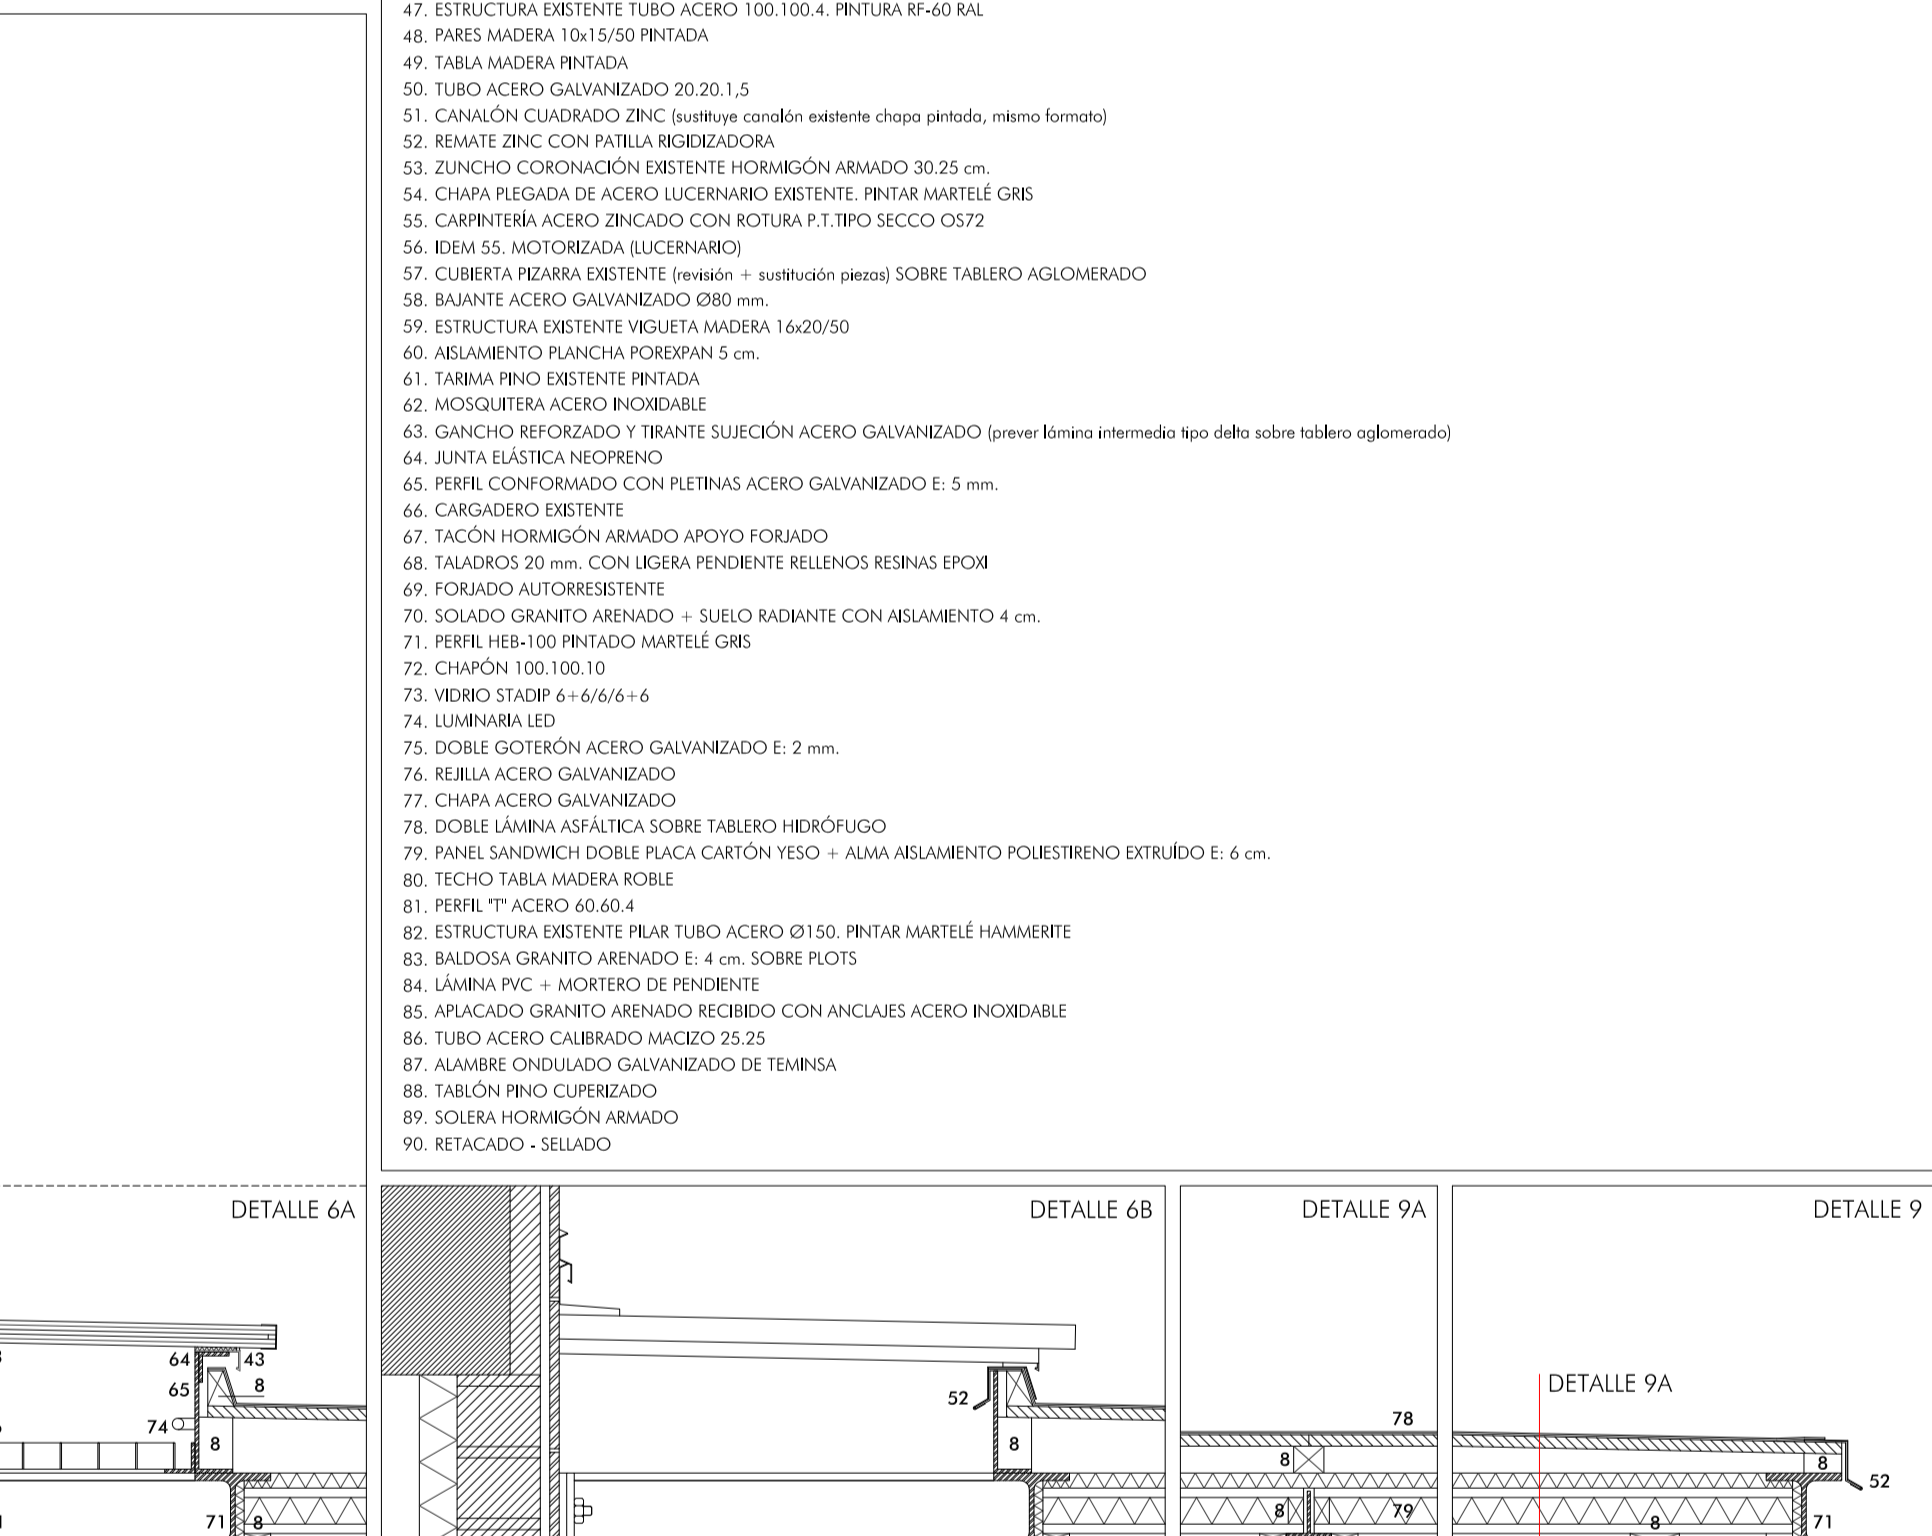 47. ESTRUCTURA EXISTENTE TUBO ACERO 100.100.4. PINTURA RF-60 RAL
48. PARES MADERA 10x15/50 PINTADA
49. TABLA MADERA PINTADA
50. TUBO ACERO GALVANIZADO 20.20.1,5
51. CANALÓN CUADRADO ZINC (sustituye canalón existente chapa pintada, mismo formato)
52. REMATE ZINC CON PATILLA RIGIDIZADORA
53. ZUNCHO CORONACIÓN EXISTENTE HORMIGÓN ARMADO 30.25 cm.
54. CHAPA PLEGADA DE ACERO LUCERNARIO EXISTENTE. PINTAR MARTELÉ GRIS
55. CARPINTERÍA ACERO ZINCADO CON ROTURA P.T.TIPO SECCO OS72
56. IDEM 55. MOTORIZADA (LUCERNARIO)
57. CUBIERTA PIZARRA EXISTENTE (revisión + sustitución piezas) SOBRE TABLERO AGLOMERADO
58. BAJANTE ACERO GALVANIZADO Ø80 mm.
59. ESTRUCTURA EXISTENTE VIGUETA MADERA 16x20/50
60. AISLAMIENTO PLANCHA POREXPAN 5 cm.
61. TARIMA PINO EXISTENTE PINTADA
62. MOSQUITERA ACERO INOXIDABLE
63. GANCHO REFORZADO Y TIRANTE SUJECIÓN ACERO GALVANIZADO (prever lámina intermedia tipo delta sobre tablero aglomerado)
64. JUNTA ELÁSTICA NEOPRENO
65. PERFIL CONFORMADO CON PLETINAS ACERO GALVANIZADO E: 5 mm.
66. CARGADERO EXISTENTE
67. TACÓN HORMIGÓN ARMADO APOYO FORJADO
68. TALADROS 20 mm. CON LIGERA PENDIENTE RELLENOS RESINAS EPOXI
69. FORJADO AUTORRESISTENTE
70. SOLADO GRANITO ARENADO + SUELO RADIANTE CON AISLAMIENTO 4 cm.
71. PERFIL HEB-100 PINTADO MARTELÉ GRIS
72. CHAPÓN 100.100.10
73. VIDRIO STADIP 6+6/6/6+6
74. LUMINARIA LED
75. DOBLE GOTERÓN ACERO GALVANIZADO E: 2 mm.
76. REJILLA ACERO GALVANIZADO
77. CHAPA ACERO GALVANIZADO
78. DOBLE LÁMINA ASFÁLTICA SOBRE TABLERO HIDRÓFUGO
79. PANEL SANDWICH DOBLE PLACA CARTÓN YESO + ALMA AISLAMIENTO POLIESTIRENO EXTRUÍDO E: 6 cm.
80. TECHO TABLA MADERA ROBLE
81. PERFIL "T" ACERO 60.60.4
82. ESTRUCTURA EXISTENTE PILAR TUBO ACERO Ø150. PINTAR MARTELÉ HAMMERITE
83. BALDOSA GRANITO ARENADO E: 4 cm. SOBRE PLOTS
84. LÁMINA PVC + MORTERO DE PENDIENTE
85. APLACADO GRANITO ARENADO RECIBIDO CON ANCLAJES ACERO INOXIDABLE
86. TUBO ACERO CALIBRADO MACIZO 25.25
87. ALAMBRE ONDULADO GALVANIZADO DE TEMINSA
88. TABLÓN PINO CUPERIZADO
89. SOLERA HORMIGÓN ARMADO
90. RETACADO - SELLADO
DETALLE 6A
64
43
65
8
74
8
71
8
DETALLE 6B
52
8
DETALLE 9A
78
8
8
79
DETALLE 9
DETALLE 9A
8
52
8
71